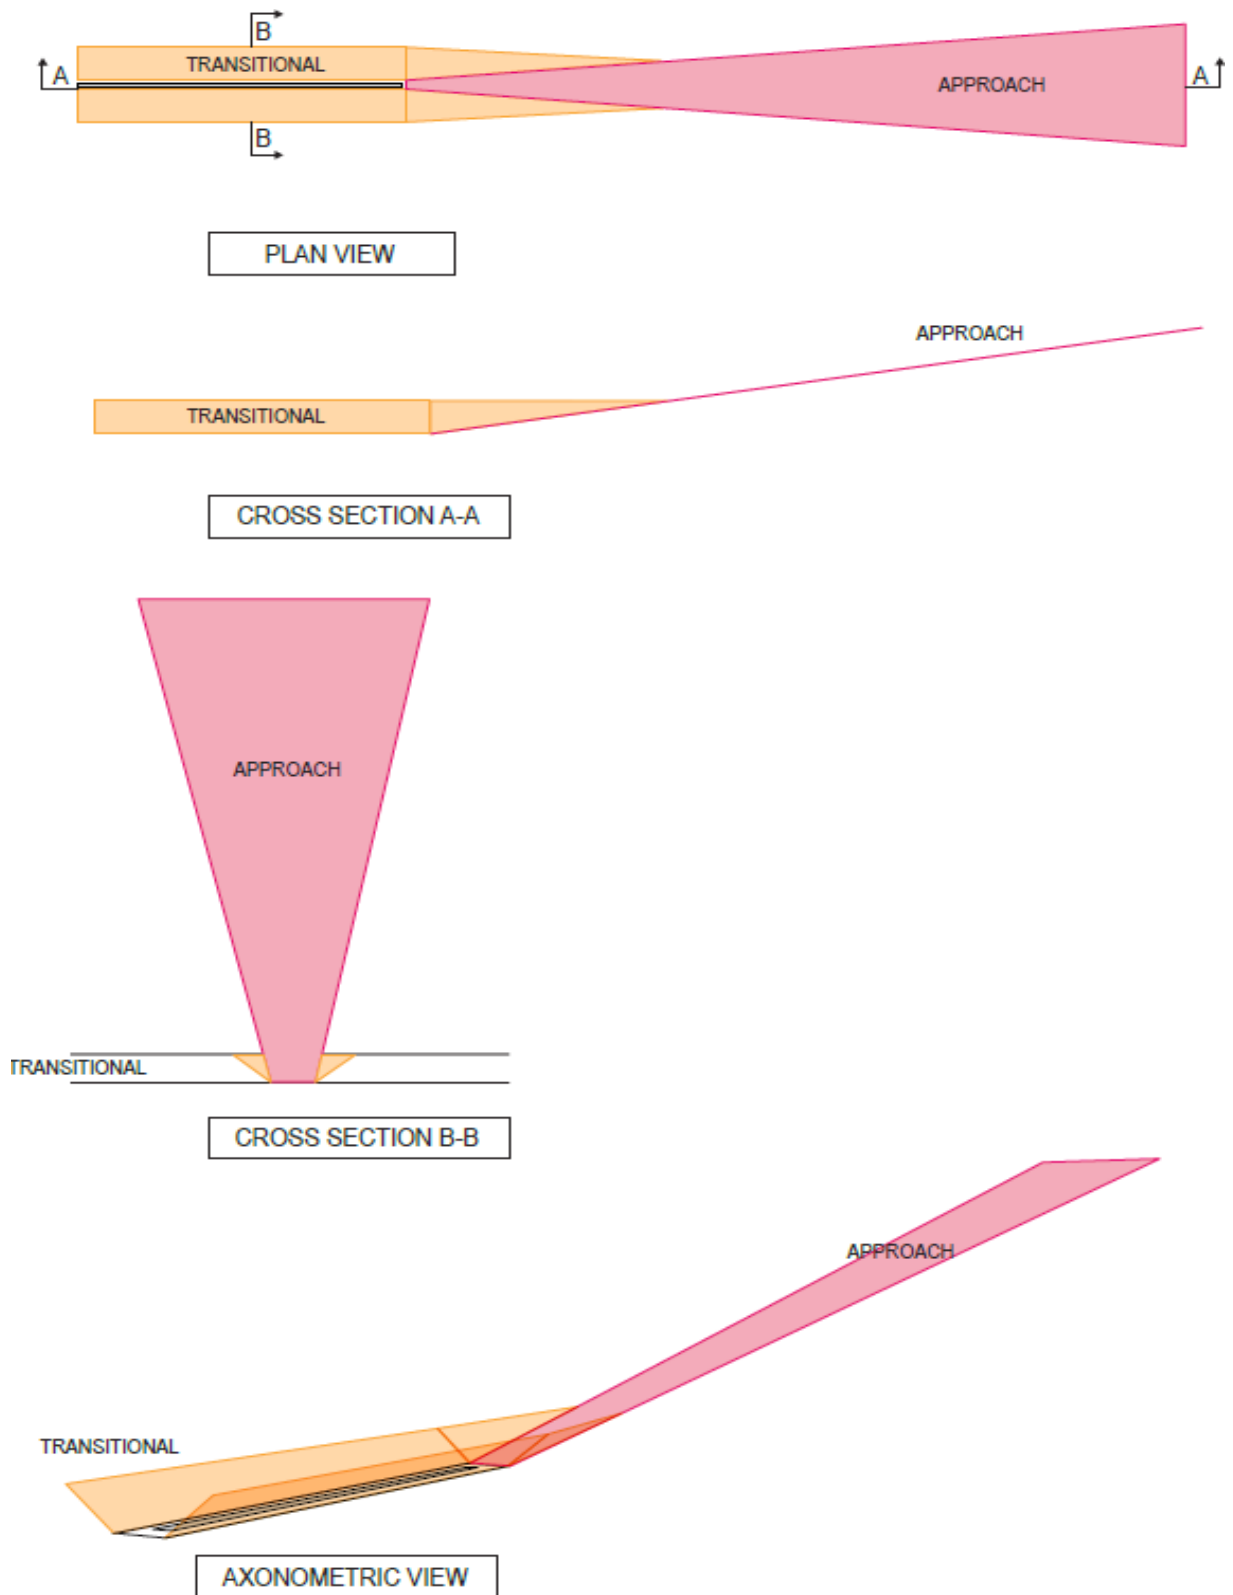 B
TRANSITIONAL
A
APPROACH
A
B
PLAN VIEW
APPROACH
TRANSITIONAL
CROSS SECTION A-A
APPROACH
TRANSITIONAL
CROSS SECTION B-B
APPROACH
TRANSITIONAL
AXONOMETRIC VIEW